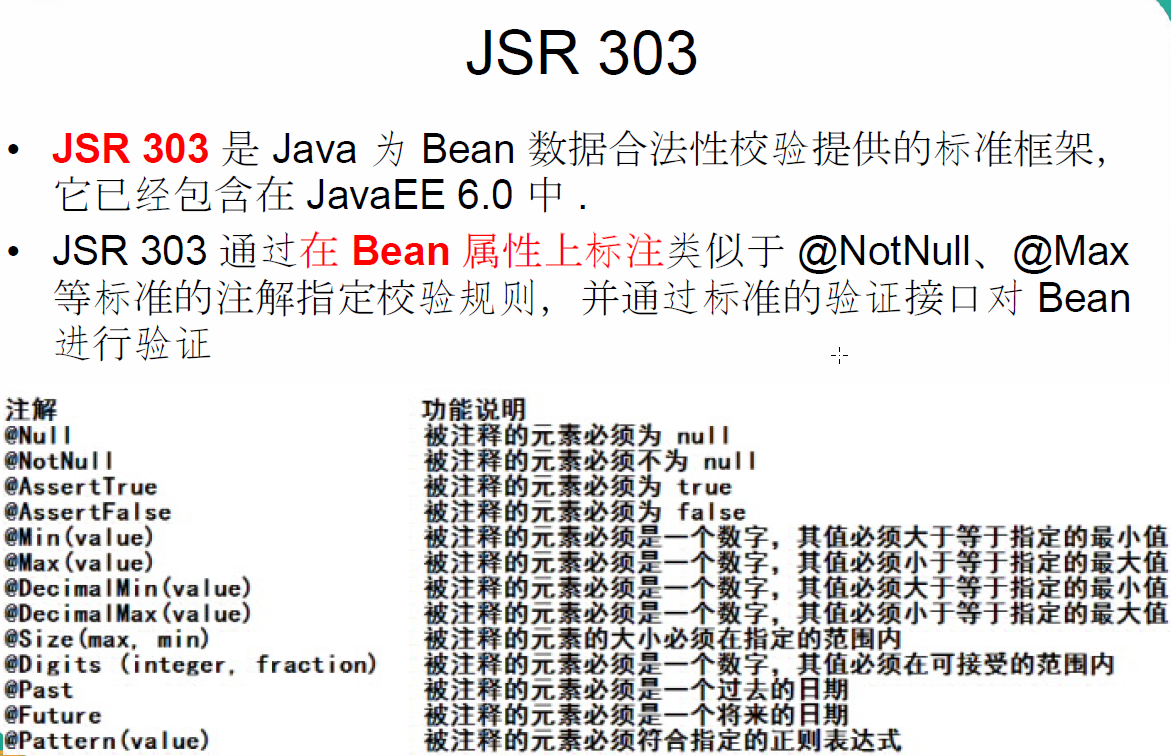 JSR 303
• JSR 303 是 Java 为 Bean 数据合法性校验提供的标准框架，
它已经包含在 JavaEE 6.0 中 .
• JSR 303 通过在 Bean 属性上标注类似于 @NotNull、@Max
等标准的注解指定校验规则，并通过标准的验证接口对 Bean
进行验证
注解 功能说明
@Null 被注释的元素必须为 null
@NotNull 被注释的元素必须不为 null
@AssertTrue 被注释的元素必须为 true
@AssertFalse 被注释的元素必须为 false
@Min(value) 被注释的元素必须是一个数字，其值必须大于等于指定的最小值
@Max(value) 被注释的元素必须是一个数字，其值必须小于等于指定的最大值
@DecimalMin(value) 被注释的元素必须是一个数字，其值必须大于等于指定的最小值
@DecimalMax(value) 被注释的元素必须是一个数字，其值必须小于等于指定的最大值
@Size(max, min) 被注释的元素的大小必须在指定的范围内
@Digits (integer, fraction) 被注释的元素必须是一个数字，其值必须在可接受的范围内
@Past 被注释的元素必须是一个过去的日期
@Future 被注释的元素必须是一个将来的日期
@Pattern(value) 被注释的元素必须符合指定的正则表达式